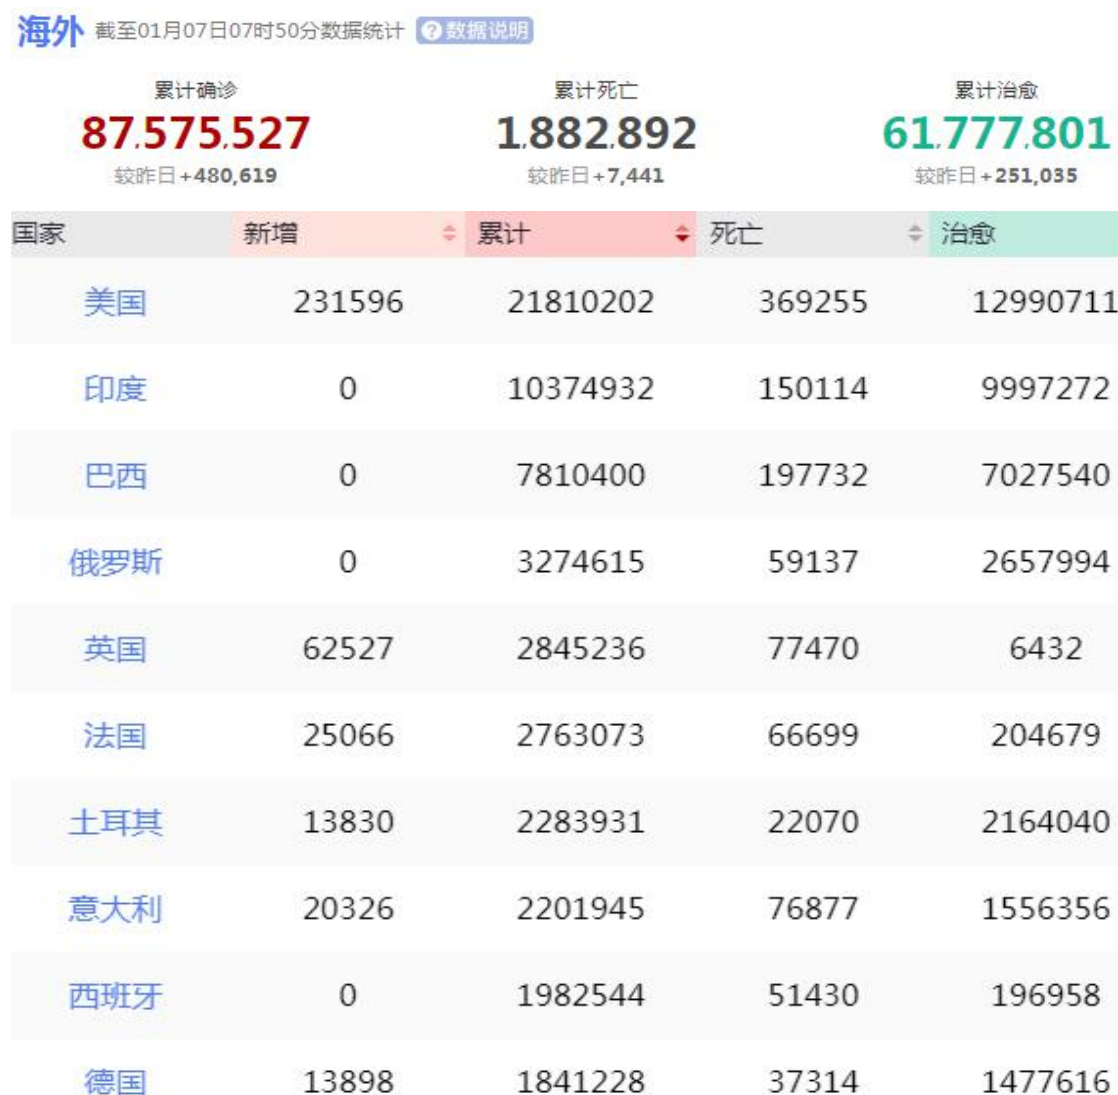 海外 截至01月07日07时50分数据统计 ? 数据说明
累计确诊 累计死亡 累计治愈
87,575,527 1,882,892 61,777,801
较昨日+480,619 较昨日+7,441 较昨日+251,035
国家 新增 累计 死亡 治愈
美国 231596 21810202 369255 12990711
印度 0 10374932 150114 9997272
巴西 0 7810400 197732 7027540
俄罗斯 0 3274615 59137 2657994
英国 62527 2845236 77470 6432
法国 25066 2763073 66699 204679
土耳其 13830 2283931 22070 2164040
意大利 20326 2201945 76877 1556356
西班牙 0 1982544 51430 196958
德国 13898 1841228 37314 1477616